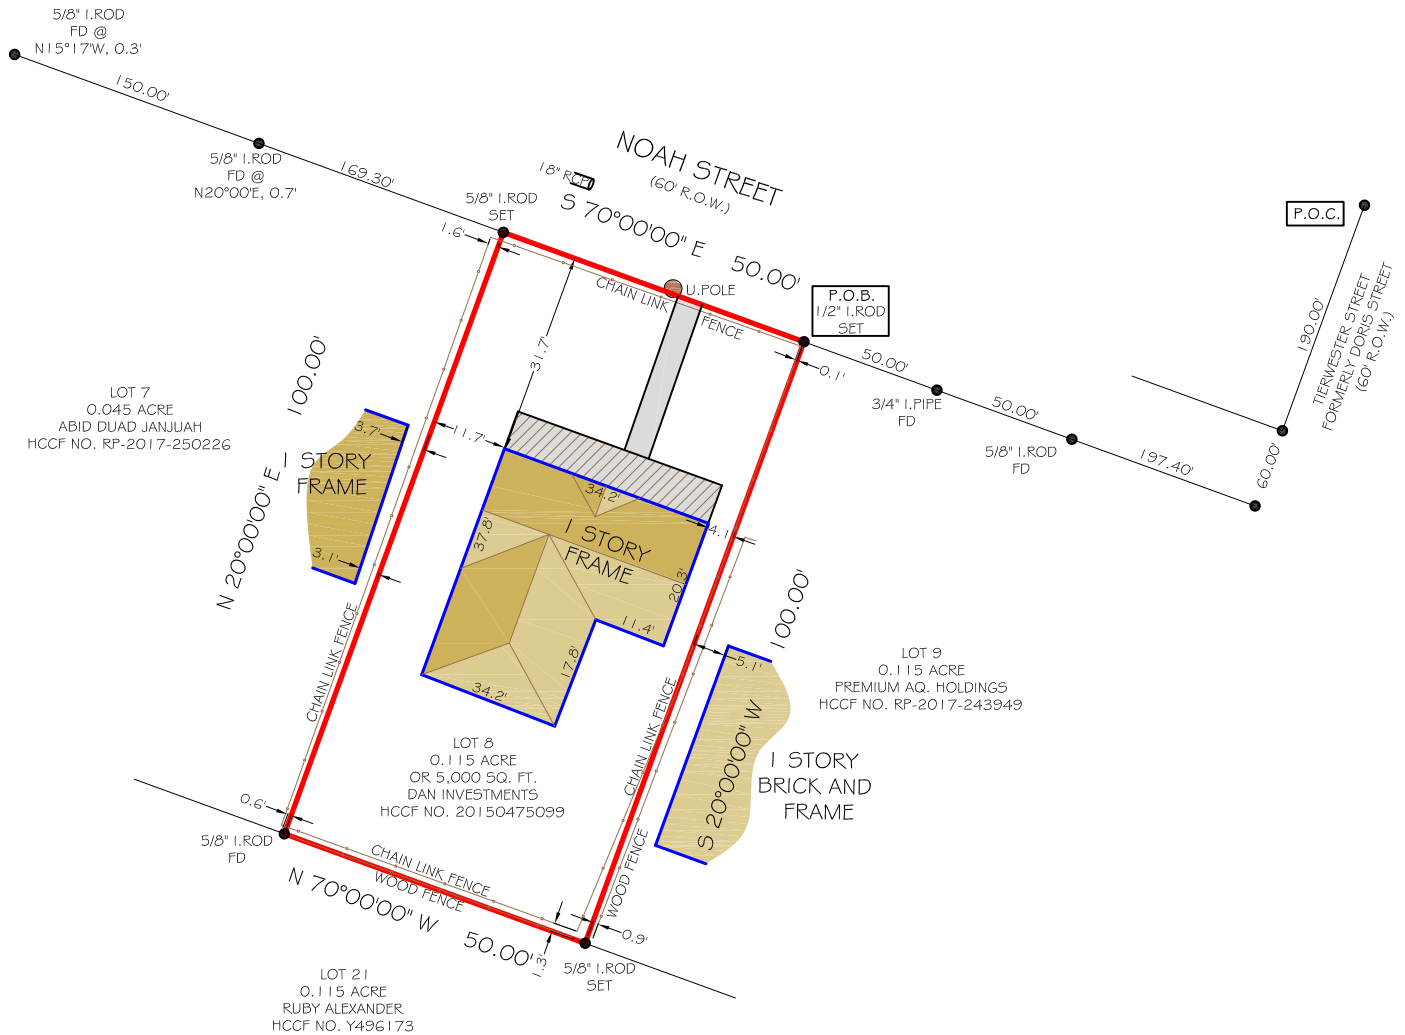 5/8" I.ROD
FD @
N15°17'W, 0.3'
150.00'
5/8" I.ROD
FD @
N20°00'E, 0.7'
169.30'
NOAH STREET
(60' R.O.W.)
18" RCP
S 70°00'00" E 50.00'
5/8" I.ROD
SET
1.6'
P.O.C.
190.00'
TIERWESTER STREET
FORMERLY DORIS STREET
(60' R.O.W.)
60.00'
U.POLE
CHAIN LINK FENCE
P.O.B.
1/2" I.ROD
SET
0.1'
50.00'
3/4" I.PIPE
FD
50.00'
5/8" I.ROD
FD
197.40'
31.7'
N 20°00'00" E 100.00'
LOT 7
0.045 ACRE
ABID DUAD JANJUAH
HCCF NO. RP-2017-250226
3.7'
1 STORY
FRAME
3.1'
11.7'
34.2'
4.1'
37.8'
1 STORY
FRAME
20.3'
11.4'
17.8'
34.2'
CHAIN LINK FENCE
S 20°00'00" W 100.00'
5.1'
LOT 9
0.115 ACRE
PREMIUM AQ. HOLDINGS
HCCF NO. RP-2017-243949
1 STORY
BRICK AND
FRAME
CHAIN LINK FENCE
WOOD FENCE
LOT 8
0.115 ACRE
OR 5,000 SQ. FT.
DAN INVESTMENTS
HCCF NO. 20150475099
0.6'
5/8" I.ROD
FD
CHAIN LINK FENCE
WOOD FENCE
N 70°00'00" W 50.00'
1.3'
0.9'
5/8" I.ROD
SET
LOT 21
0.115 ACRE
RUBY ALEXANDER
HCCF NO. Y496173